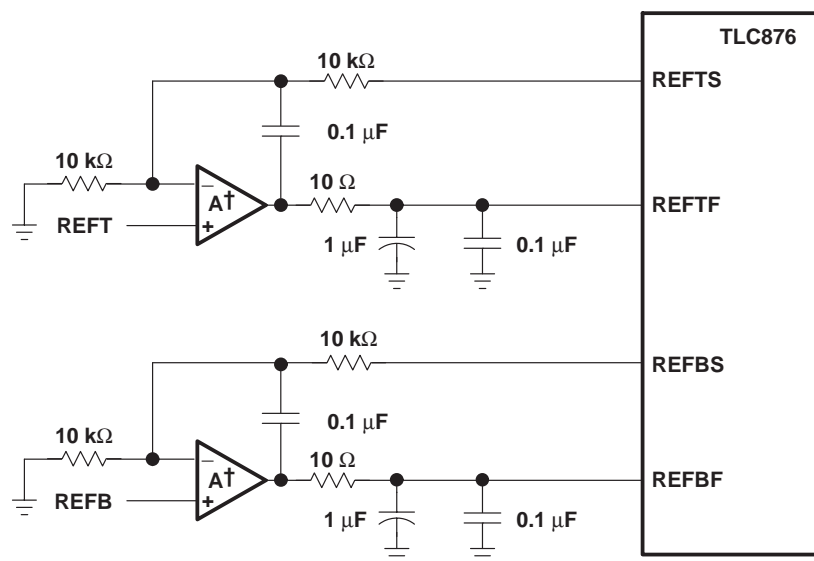 TLC876
10 kΩ
REFTS
0.1 μF
10 kΩ
10 Ω
−
A†
+
REFT
REFTF
1 μF
0.1 μF
10 kΩ
REFBS
0.1 μF
10 kΩ
10 Ω
−
A†
+
REFB
REFBF
1 μF
0.1 μF